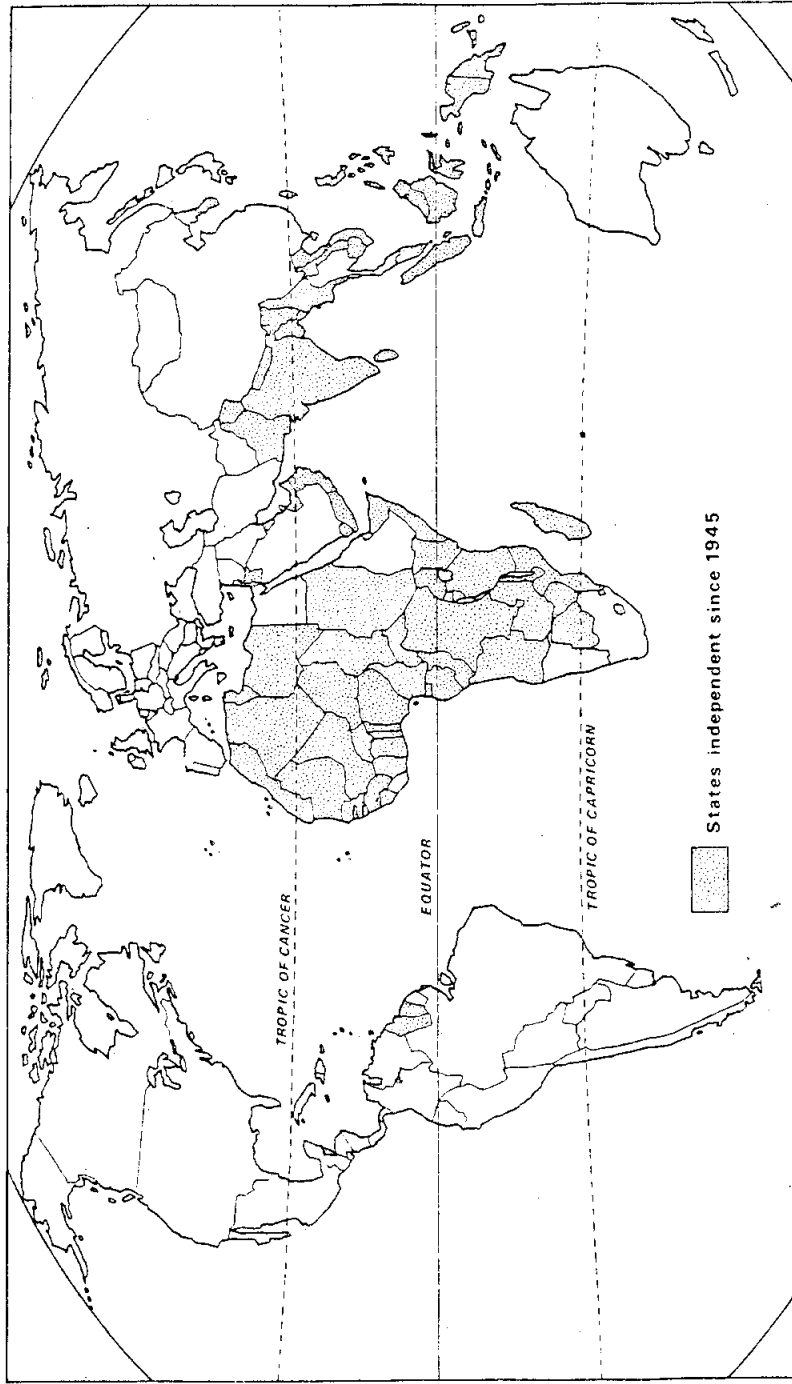 TROPIC OF CANCER
EQUATOR
TROPIC OF CAPRICORN
States independent since 1945